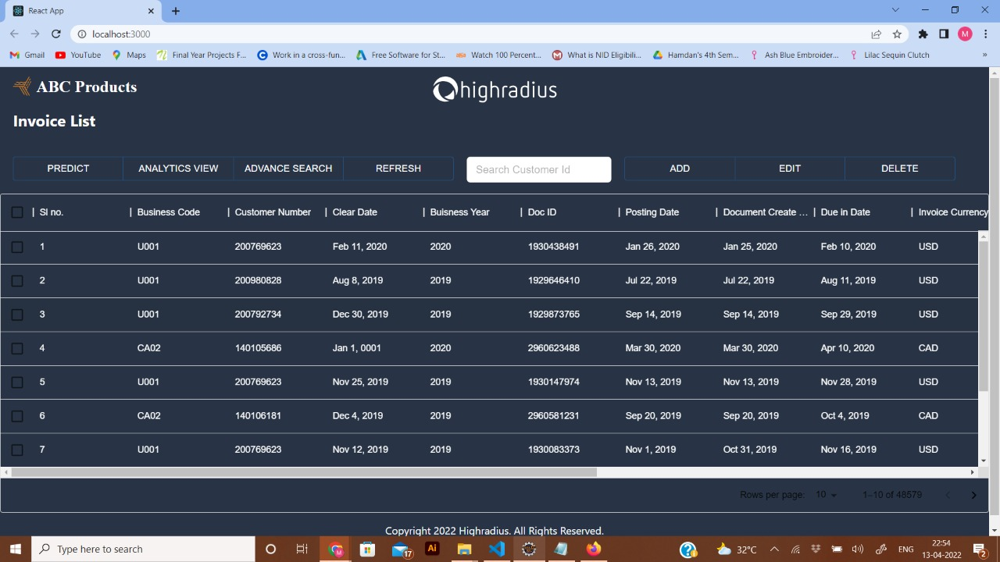 React App
localhost:3000
M
Gmail YouTube Maps Final Year Projects F... Work in a cross-fun... Free Software for St... Watch 100 Percent... What is NID Eligibili... Hamdan's 4th Sem... Ash Blue Embroider... Lilac Sequin Clutch »
ABC Products
highradius
Invoice List
PREDICT ANALYTICS VIEW ADVANCE SEARCH REFRESH Search Customer Id ADD EDIT DELETE
Sl no. Business Code Customer Number Clear Date Buisness Year Doc ID Posting Date Document Create ... Due in Date Invoice Currency
1 U001 200769623 Feb 11, 2020 2020 1930438491 Jan 26, 2020 Jan 25, 2020 Feb 10, 2020 USD
2 U001 200980828 Aug 8, 2019 2019 1929646410 Jul 22, 2019 Jul 22, 2019 Aug 11, 2019 USD
3 U001 200792734 Dec 30, 2019 2019 1929873765 Sep 14, 2019 Sep 14, 2019 Sep 29, 2019 USD
4 CA02 140105686 Jan 1, 0001 2020 2960623488 Mar 30, 2020 Mar 30, 2020 Apr 10, 2020 CAD
5 U001 200769623 Nov 25, 2019 2019 1930147974 Nov 13, 2019 Nov 13, 2019 Nov 28, 2019 USD
6 CA02 140106181 Dec 4, 2019 2019 2960581231 Sep 20, 2019 Sep 20, 2019 Oct 4, 2019 CAD
7 U001 200769623 Nov 12, 2019 2019 1930083373 Nov 1, 2019 Oct 31, 2019 Nov 16, 2019 USD
Rows per page: 10 1–10 of 48579
Copyright 2022 Highradius. All Rights Reserved.
Type here to search 17 Ai 32°C ENG 22:54
13-04-2022 2